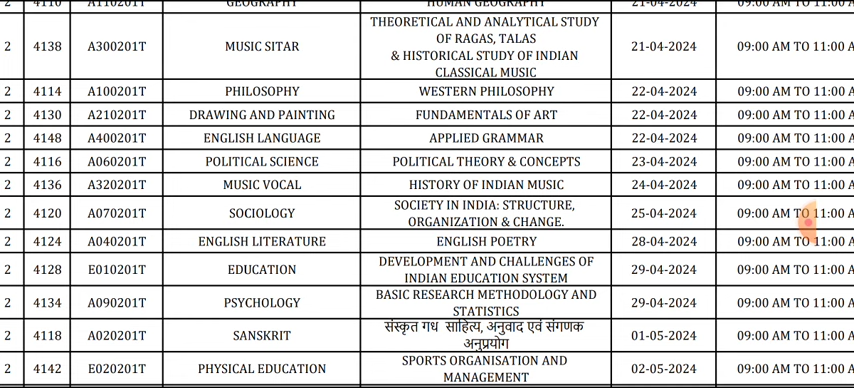 2 4110 A110201T GEOGRAPHY HUMAN GEOGRAPHY 21-04-2024 09:00 AM TO 11:00 A
THEORETICAL AND ANALYTICAL STUDY
OF RAGAS, TALAS
2 4138 A300201T MUSIC SITAR 21-04-2024 09:00 AM TO 11:00 A
& HISTORICAL STUDY OF INDIAN
CLASSICAL MUSIC
2 4114 A100201T PHILOSOPHY WESTERN PHILOSOPHY 22-04-2024 09:00 AM TO 11:00 A
2 4130 A210201T DRAWING AND PAINTING FUNDAMENTALS OF ART 22-04-2024 09:00 AM TO 11:00 A
2 4148 A400201T ENGLISH LANGUAGE APPLIED GRAMMAR 22-04-2024 09:00 AM TO 11:00 A
2 4116 A060201T POLITICAL SCIENCE POLITICAL THEORY & CONCEPTS 23-04-2024 09:00 AM TO 11:00 A
2 4136 A320201T MUSIC VOCAL HISTORY OF INDIAN MUSIC 24-04-2024 09:00 AM TO 11:00 A
2 4120 A070201T SOCIOLOGY SOCIETY IN INDIA: STRUCTURE, 25-04-2024 09:00 AM TO 11:00 A
ORGANIZATION & CHANGE.
2 4124 A040201T ENGLISH LITERATURE ENGLISH POETRY 28-04-2024 09:00 AM TO 11:00 A
2 4128 E010201T EDUCATION DEVELOPMENT AND CHALLENGES OF 29-04-2024 09:00 AM TO 11:00 A
INDIAN EDUCATION SYSTEM
2 4134 A090201T PSYCHOLOGY BASIC RESEARCH METHODOLOGY AND 29-04-2024 09:00 AM TO 11:00 A
STATISTICS
2 4118 A020201T SANSKRIT संस्कृत गध साहित्य, अनुवाद एवं संगणक 01-05-2024 09:00 AM TO 11:00 A
अनुप्रयोग
2 4142 E020201T PHYSICAL EDUCATION SPORTS ORGANISATION AND 02-05-2024 09:00 AM TO 11:00 A
MANAGEMENT